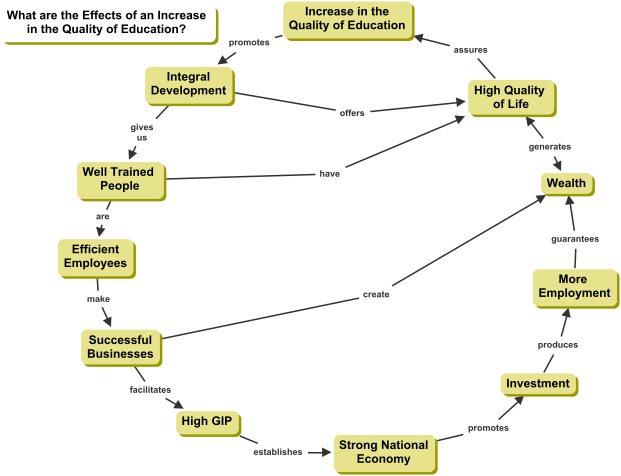 What are the Effects of an Increase
in the Quality of Education?
Increase in the
Quality of Education
promotes
assures
Integral
Development
High Quality
of Life
offers
gives
us
generates
Well Trained
People
have
Wealth
are
guarantees
Efficient
Employees
More
Employment
make
create
Successful
Businesses
produces
facilitates
Investment
High GIP
promotes
establishes
Strong National
Economy